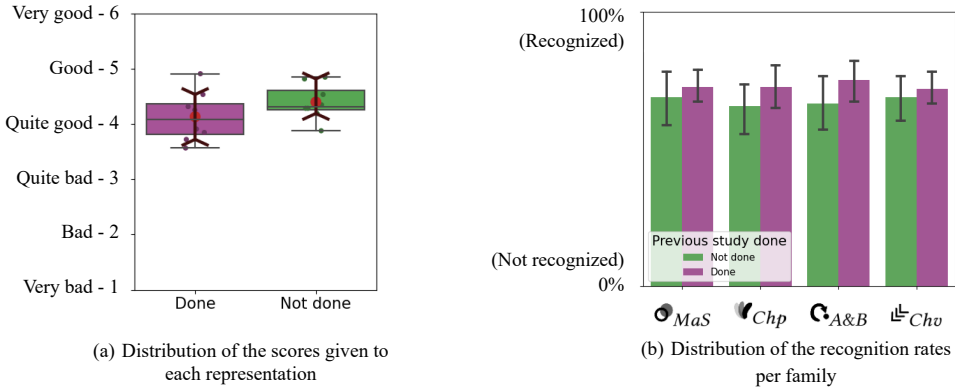 Very good - 6
Good - 5
Quite good - 4
Quite bad - 3
Bad - 2
Very bad - 1
Done
Not done
(a) Distribution of the scores given to
each representation
100%
(Recognized)
(Not recognized)
0%
Previous study done
Not done
Done
MaS
Chp
A&B
Chv
(b) Distribution of the recognition rates
per family